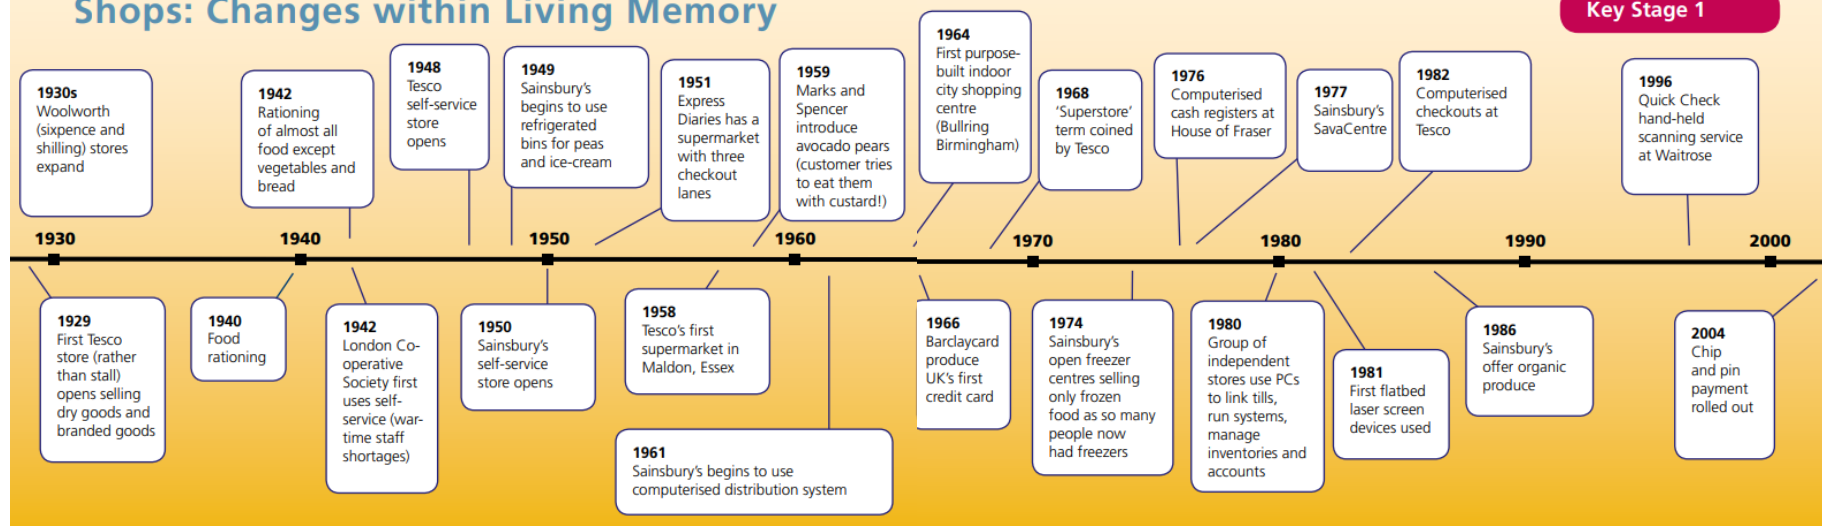 Shops: Changes within Living Memory
Key Stage 1
1930s
Woolworth
(sixpence and
shilling) stores
expand
1942
Rationing
of almost all
food except
vegetables and
bread
1948
Tesco
self-service
store
opens
1949
Sainsbury's
begins to use
refrigerated
bins for peas
and ice-cream
1951
Express
Diaries has a
supermarket
with three
checkout
lanes
1959
Marks and
Spencer
introduce
avocado pears
(customer tries
to eat them
with custard!)
1964
First purpose-
built indoor
city shopping
centre
(Bullring
Birmingham)
1968
'Superstore'
term coined
by Tesco
1976
Computerised
cash registers at
House of Fraser
1977
Sainsbury's
SavaCentre
1982
Computerised
checkouts at
Tesco
1996
Quick Check
hand-held
scanning service
at Waitrose
1930
1940
1950
1960
1970
1980
1990
2000
1929
First Tesco
store (rather
than stall)
opens selling
dry goods and
branded goods
1940
Food
rationing
1942
London Co-
operative
Society first
uses self-
service (war-
time staff
shortages)
1950
Sainsbury's
self-service
store opens
1958
Tesco's first
supermarket in
Maldon, Essex
1961
Sainsbury's begins to use
computerised distribution system
1966
Barclaycard
produce
UK's first
credit card
1974
Sainsbury's
open freezer
centres selling
only frozen
food as so many
people now
had freezers
1980
Group of
independent
stores use PCs
to link tills,
run systems,
manage
inventories and
accounts
1981
First flatbed
laser screen
devices used
1986
Sainsbury's
offer organic
produce
2004
Chip
and pin
payment
rolled out